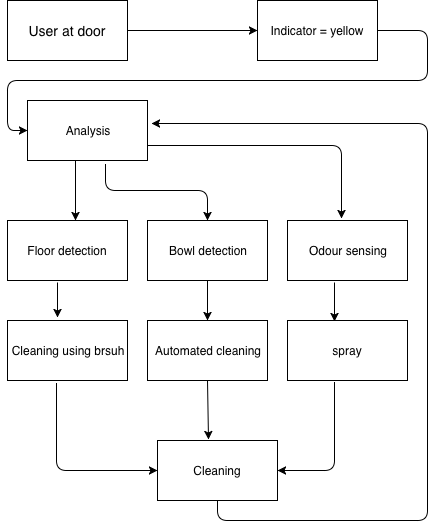 User at door
Indicator = yellow
Analysis
Floor detection
Bowl detection
Odour sensing
Cleaning using brsuh
Automated cleaning
spray
Cleaning